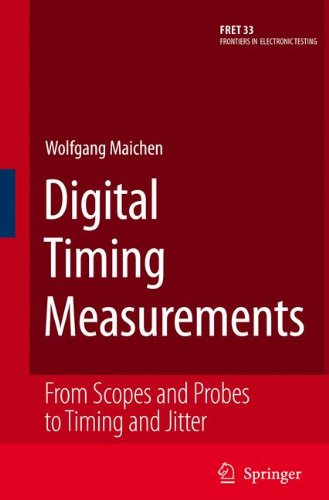 FRET 33
FRONTIERS IN ELECTRONIC TESTING
Wolfgang Maichen
Digital
Timing
Measurements
From Scopes and Probes
to Timing and Jitter
Springer